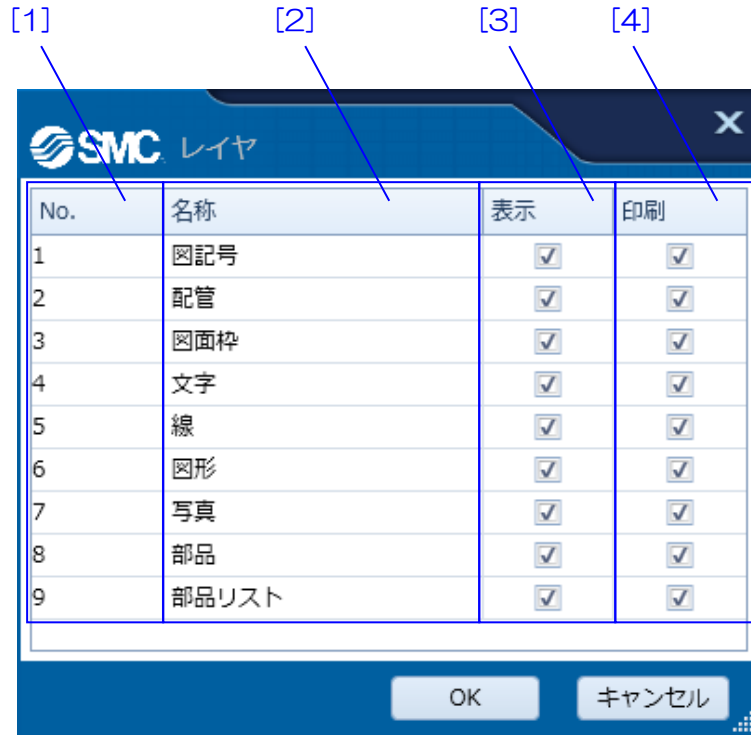 [1] [2] [3] [4]
SMC レイヤ
No. 名称 表示 印刷
1 図記号
2 配管
3 図面枠
4 文字
5 線
6 図形
7 写真
8 部品
9 部品リスト
OK キャンセル